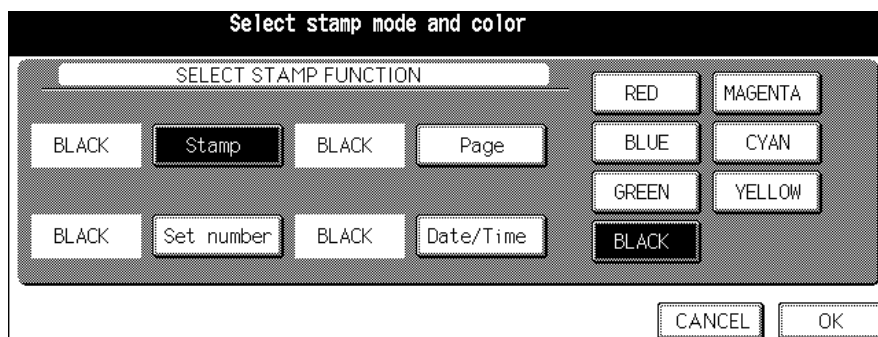 Select stamp mode and color
SELECT STAMP FUNCTION
RED MAGENTA
BLACK Stamp BLACK Page BLUE CYAN
GREEN YELLOW
BLACK Set number BLACK Date/Time BLACK
CANCEL OK